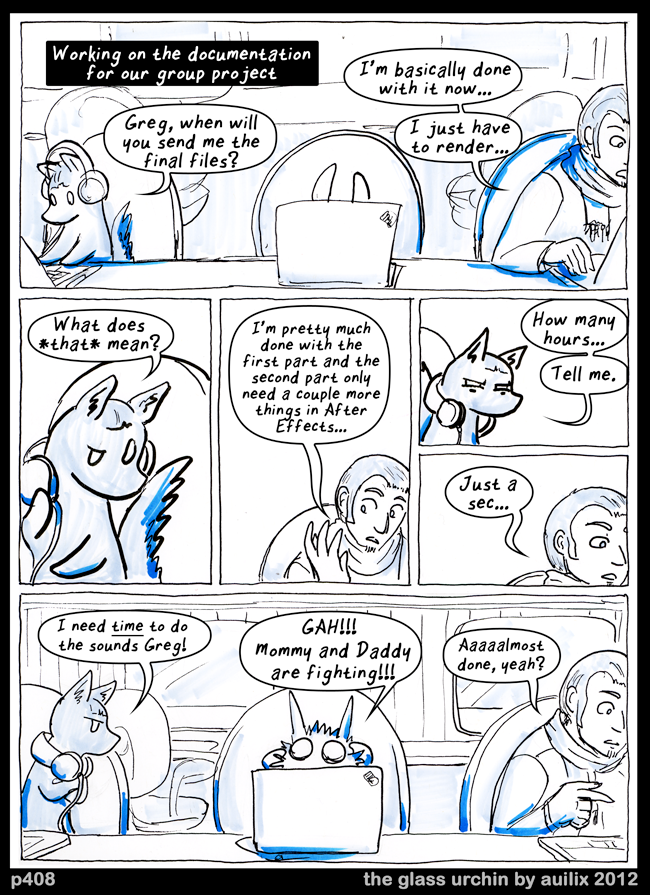 Working on the documentation
for our group project
I'm basically done
with it now...
Greg, when will
you send me the
final files?
I just have
to render...
What does
*that* mean?
I'm pretty much
done with the
first part and the
second part only
need a couple more
things in After
Effects...
How many
hours...
Tell me.
Just a
sec...
I need time to do
the sounds Greg!
GAH!!!
Mommy and Daddy
are fighting!!!
Aaaaalmost
done, yeah?
p408
the glass urchin by auilix 2012